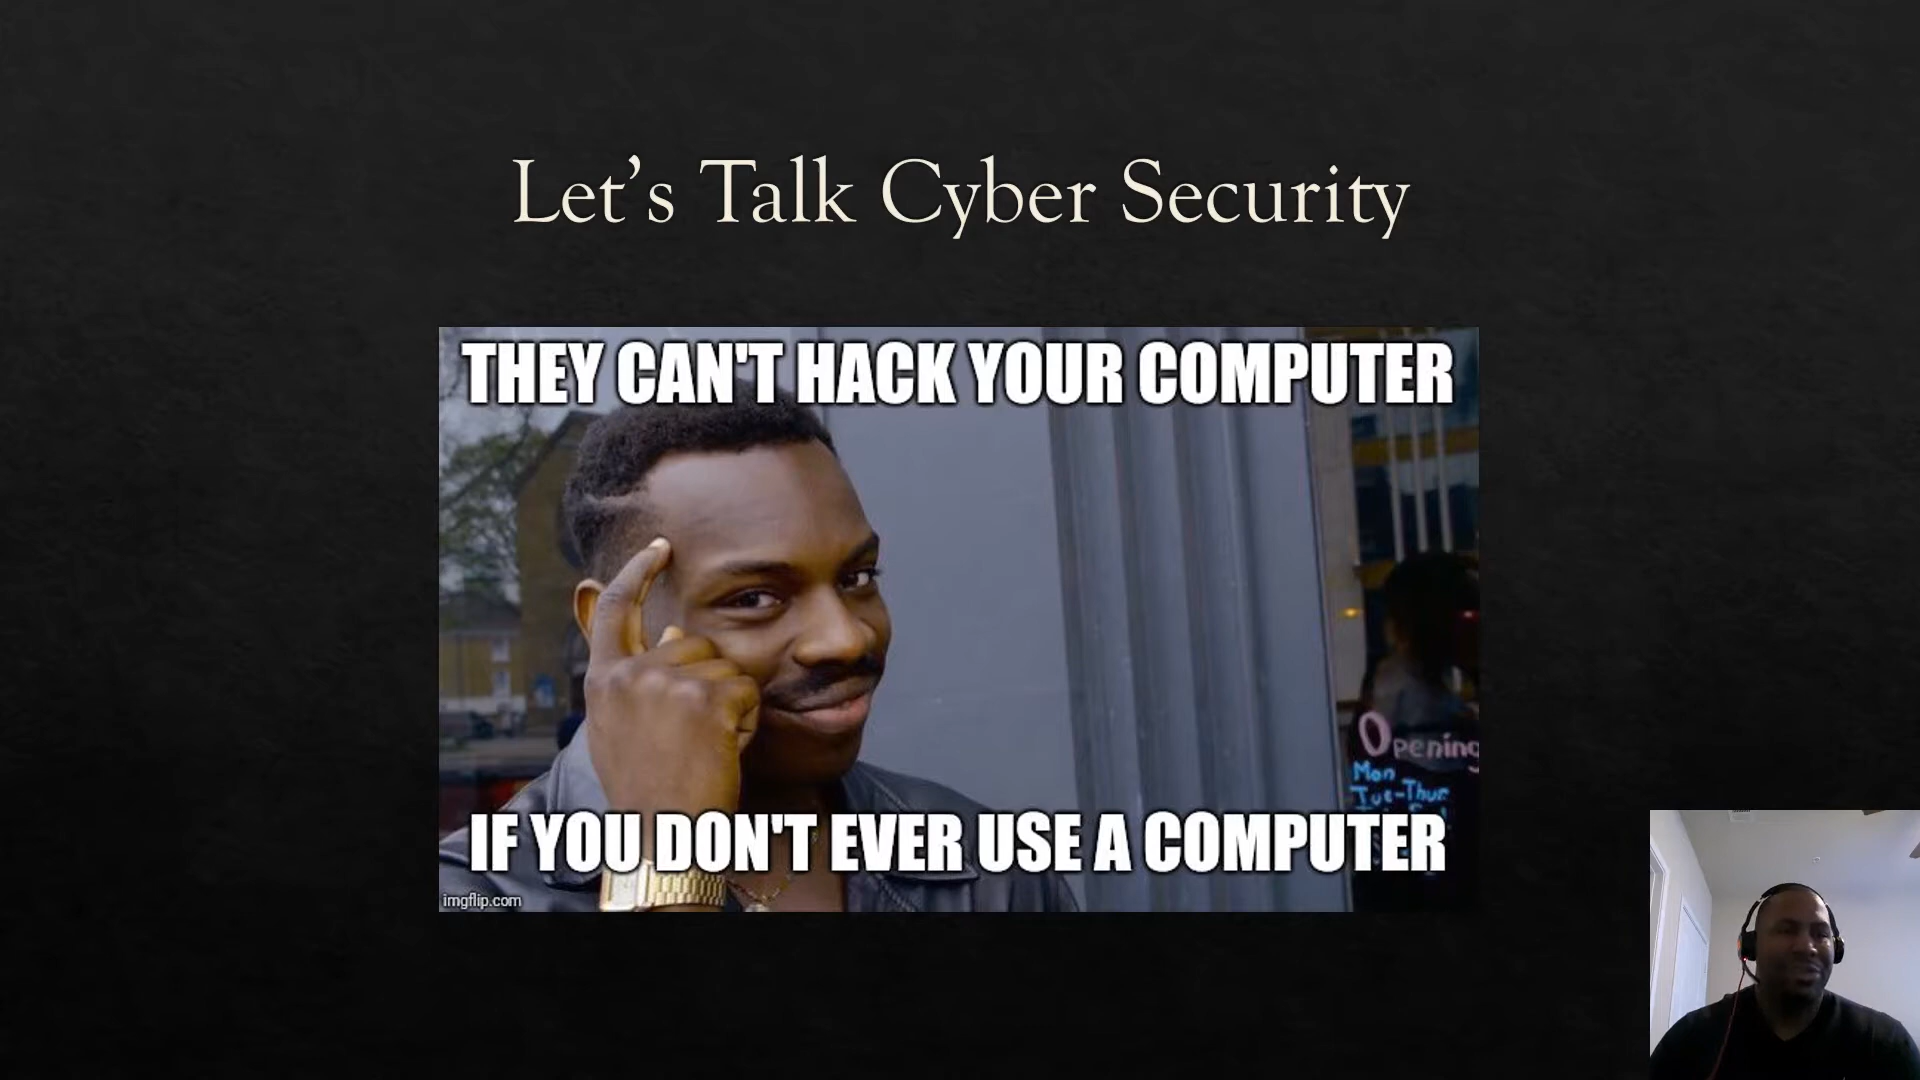 Let's Talk Cyber Security
THEY CAN'T HACK YOUR COMPUTER
Opening
Mon
Tue-Thur
IF YOU DON'T EVER USE A COMPUTER
imgflip.com